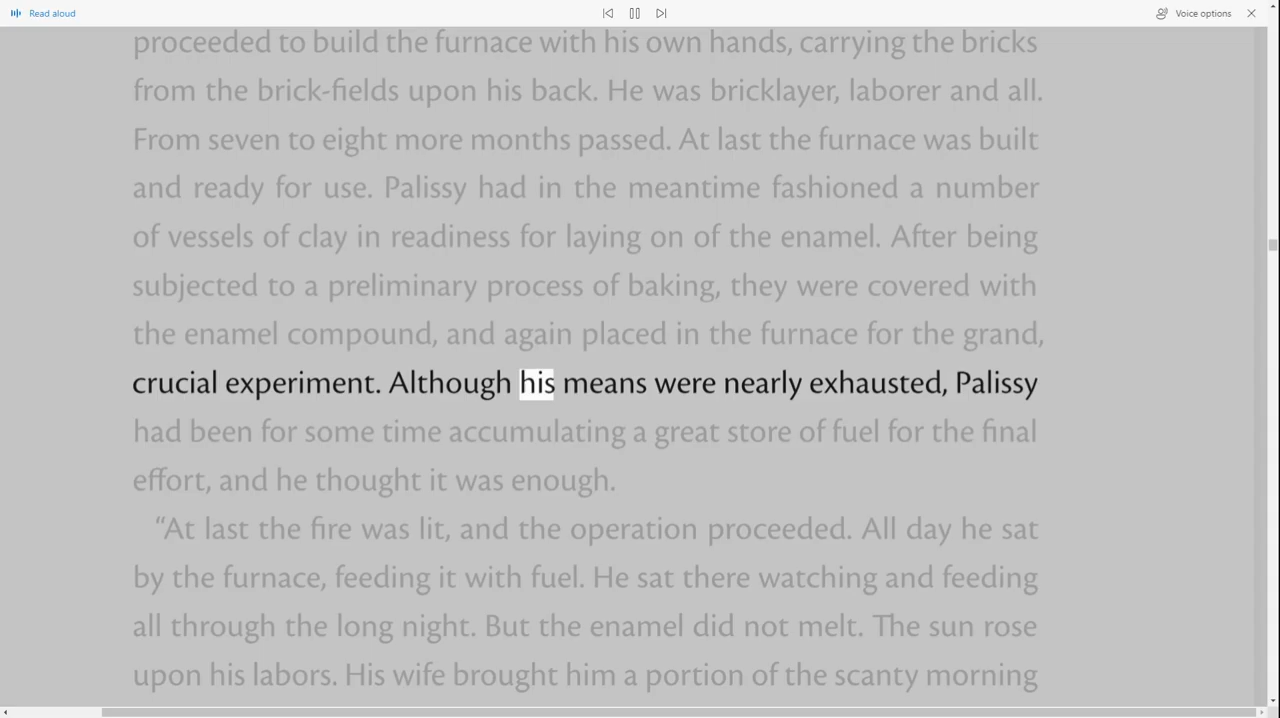 Read aloud
Voice options
proceeded to build the furnace with his own hands, carrying the bricks
from the brick-fields upon his back. He was bricklayer, laborer and all.
From seven to eight more months passed. At last the furnace was built
and ready for use. Palissy had in the meantime fashioned a number
of vessels of clay in readiness for laying on of the enamel. After being
subjected to a preliminary process of baking, they were covered with
the enamel compound, and again placed in the furnace for the grand,
crucial experiment. Although his means were nearly exhausted, Palissy
had been for some time accumulating a great store of fuel for the final
effort, and he thought it was enough.
“At last the fire was lit, and the operation proceeded. All day he sat
by the furnace, feeding it with fuel. He sat there watching and feeding
all through the long night. But the enamel did not melt. The sun rose
upon his labors. His wife brought him a portion of the scanty morning